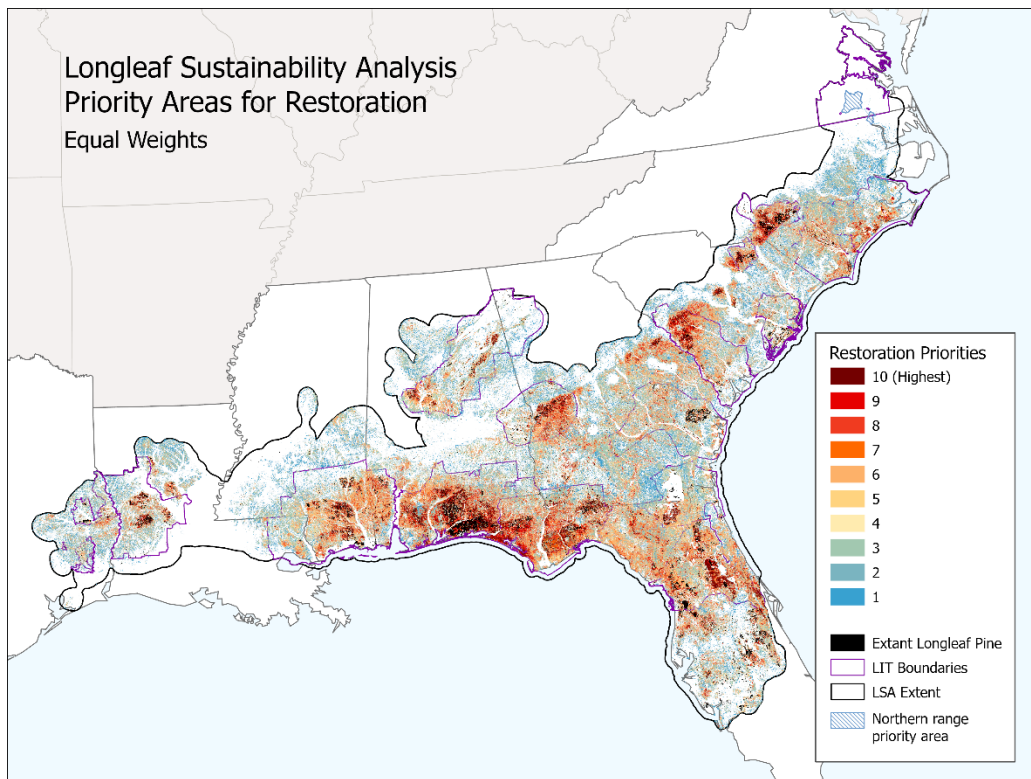 Longleaf Sustainability Analysis
Priority Areas for Restoration
Equal Weights
Restoration Priorities
10 (Highest)
9
8
7
6
5
4
3
2
1
Extant Longleaf Pine
LIT Boundaries
LSA Extent
Northern range
priority area